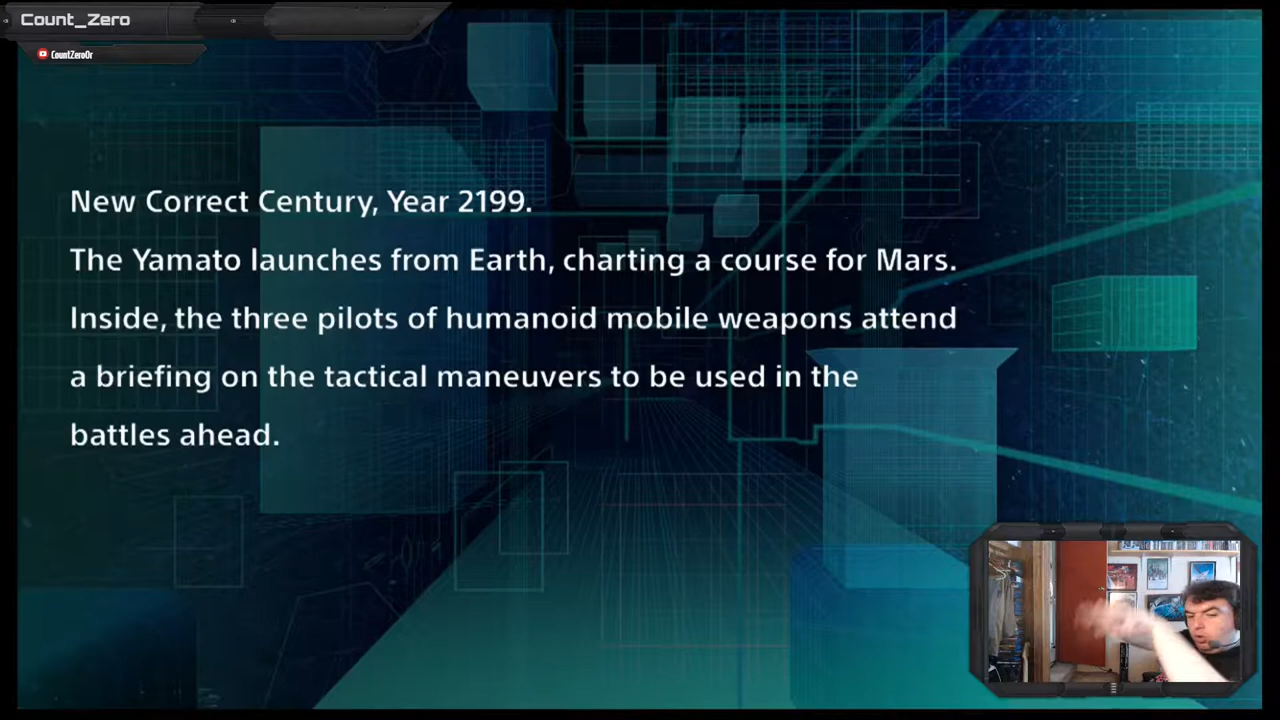 Count_Zero
CountZeroOr
New Correct Century, Year 2199.
The Yamato launches from Earth, charting a course for Mars.
Inside, the three pilots of humanoid mobile weapons attend
a briefing on the tactical maneuvers to be used in the
battles ahead.